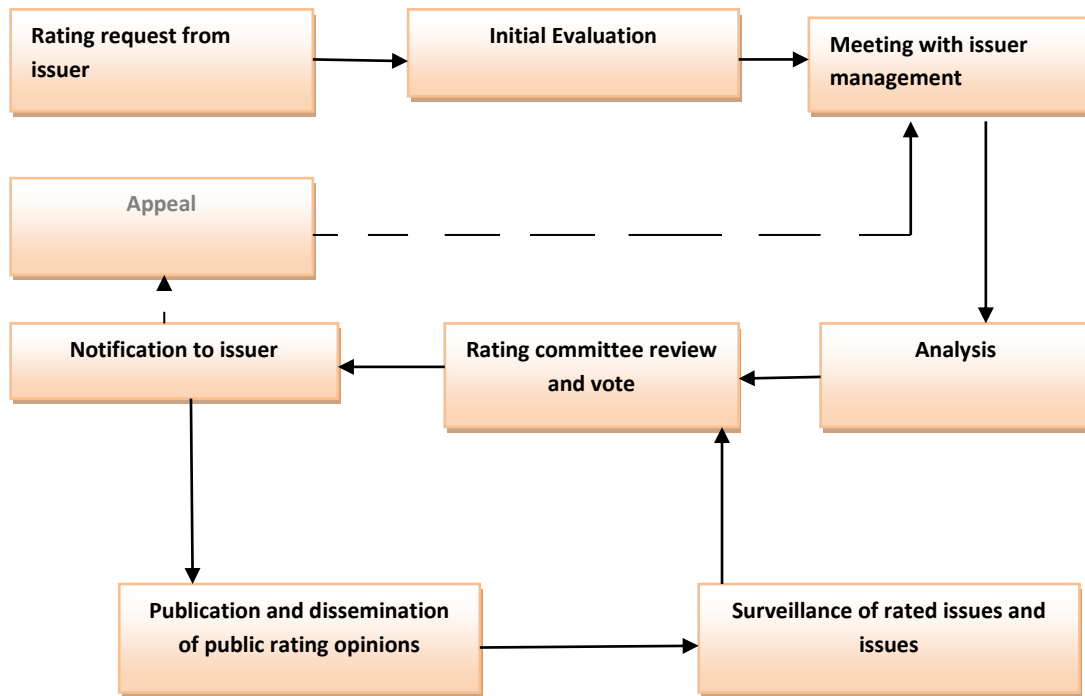 Rating request from
issuer
Initial Evaluation
Meeting with issuer
management
Appeal
Notification to issuer
Rating committee review
and vote
Analysis
Publication and dissemination
of public rating opinions
Surveillance of rated issues and
issues